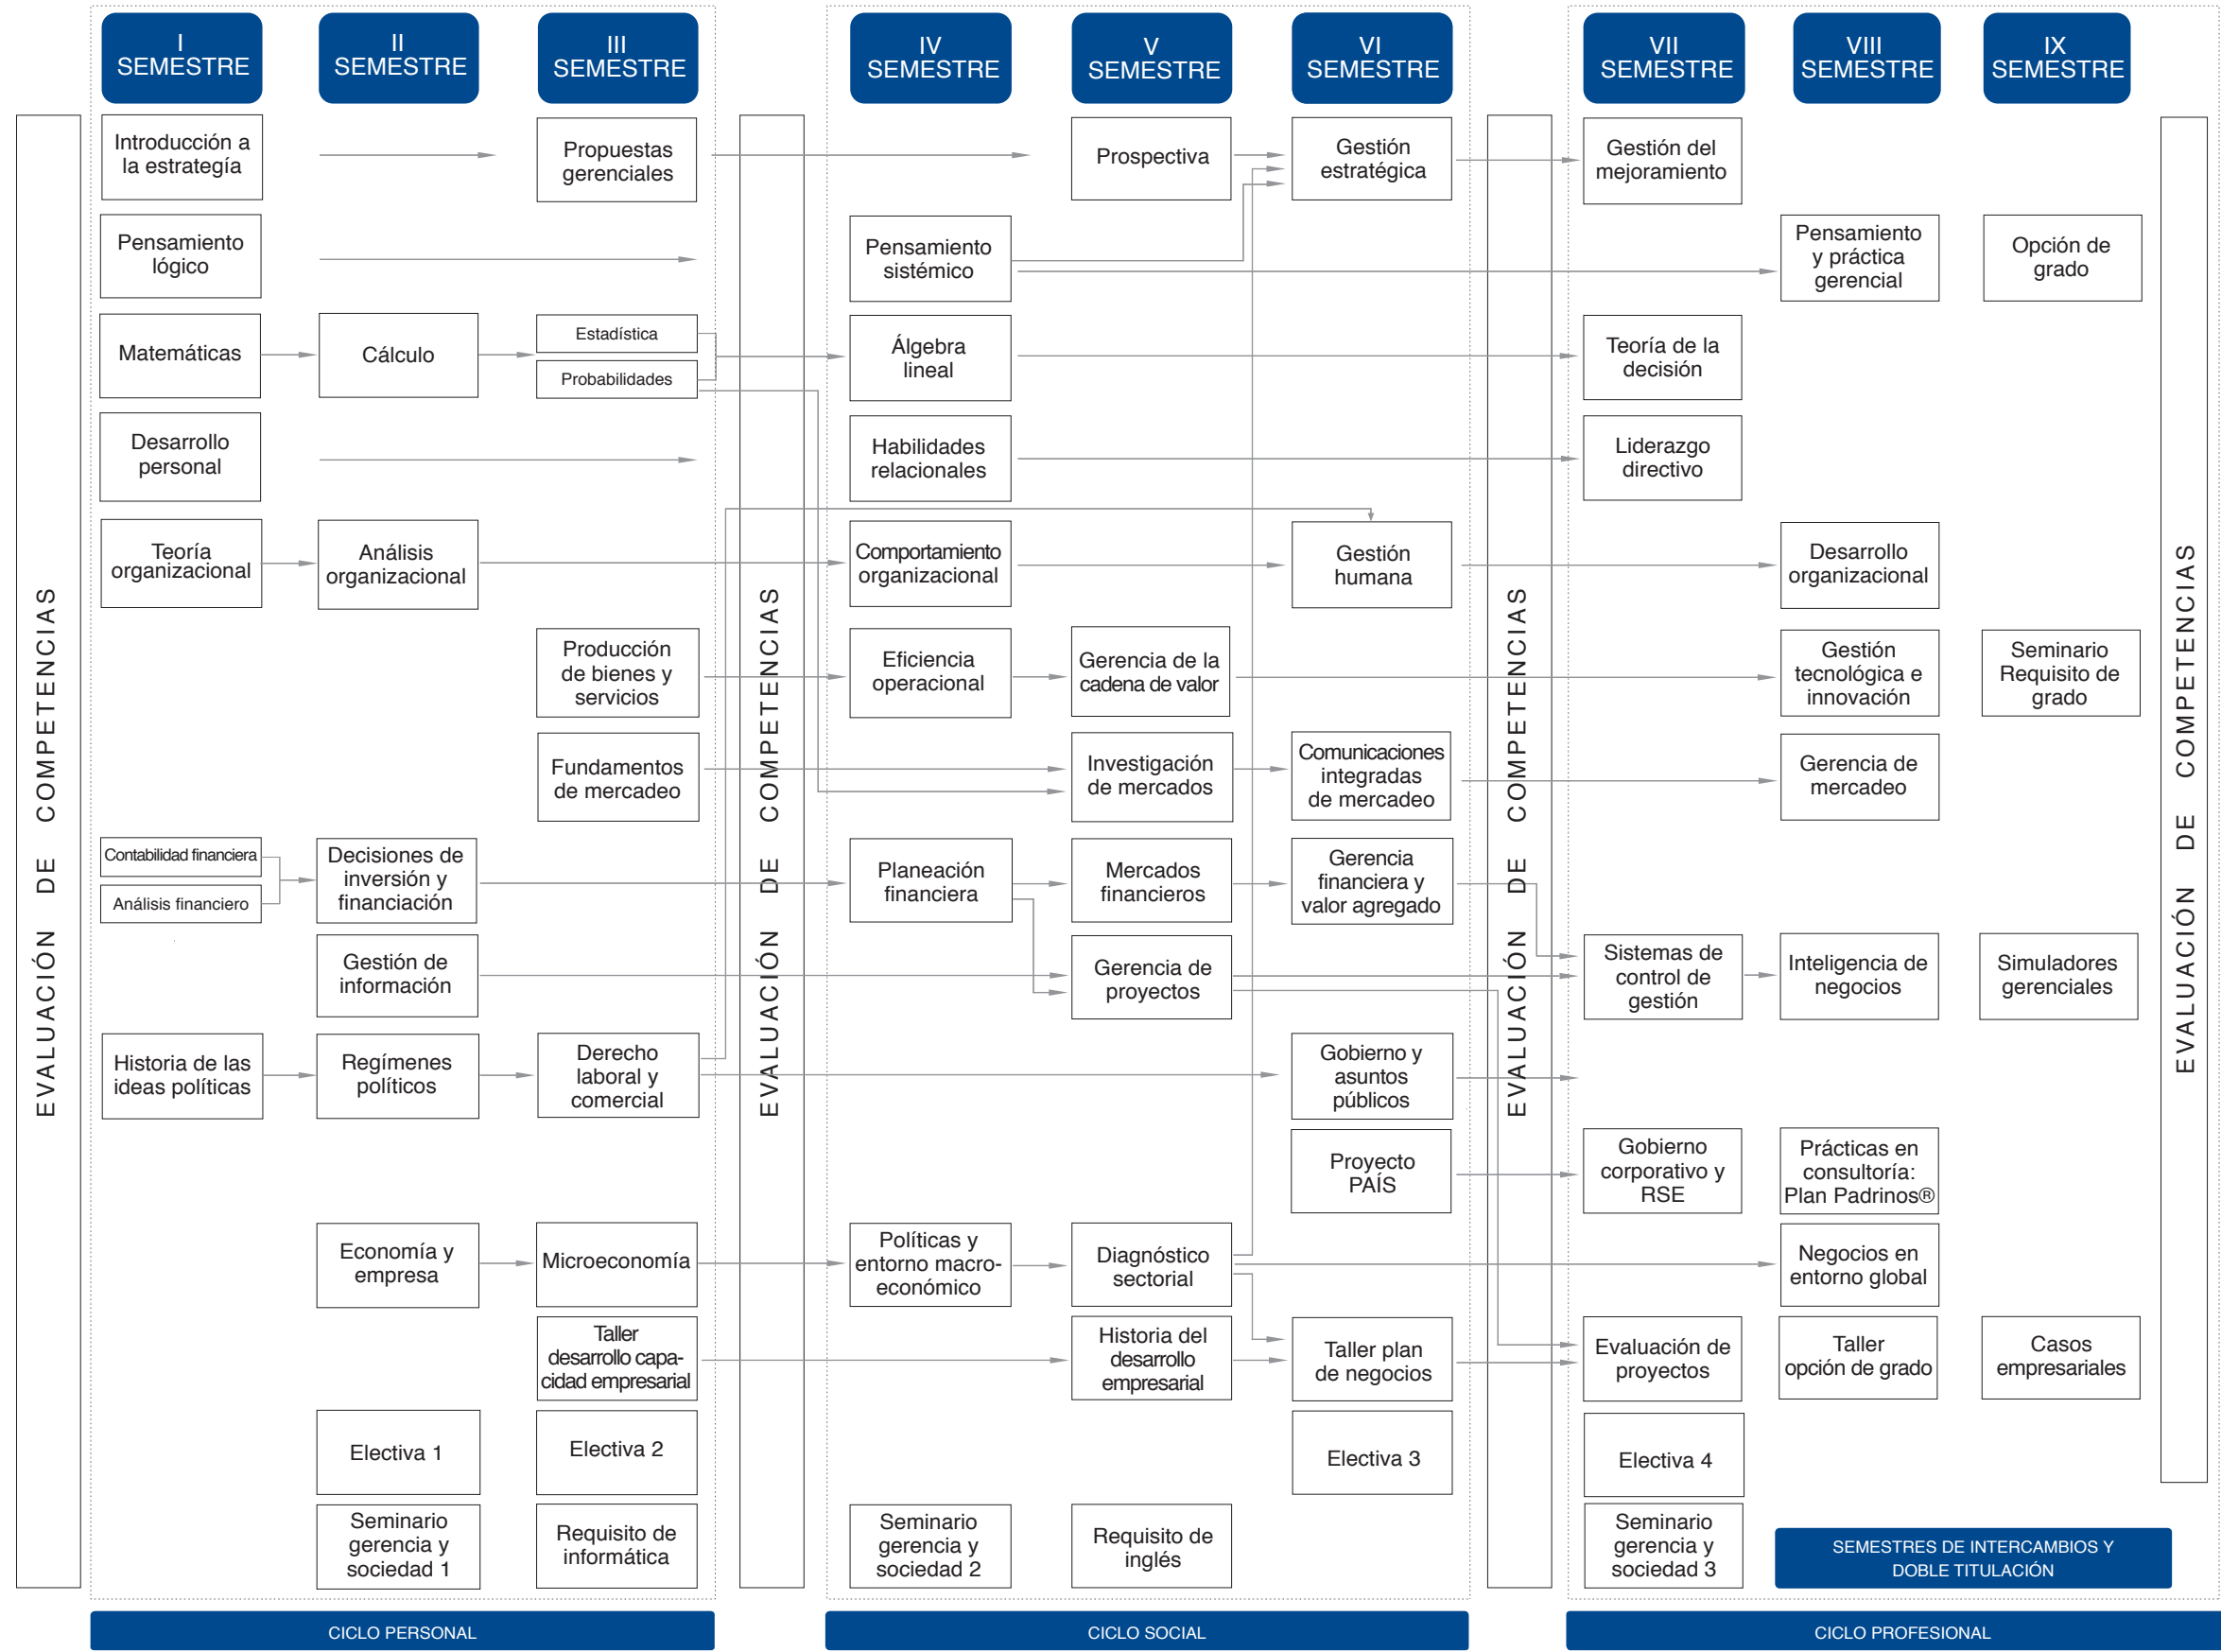 I
SEMESTRE
II
SEMESTRE
III
SEMESTRE
IV
SEMESTRE
V
SEMESTRE
VI
SEMESTRE
VII
SEMESTRE
VIII
SEMESTRE
IX
SEMESTRE
EVALUACIÓN DE COMPETENCIAS
EVALUACIÓN DE COMPETENCIAS
EVALUACIÓN DE COMPETENCIAS
EVALUACIÓN DE COMPETENCIAS
Introducción a
la estrategía
Propuestas
gerenciales
Prospectiva
Gestión
estratégica
Gestión del
mejoramiento
Pensamiento
lógico
Pensamiento
sistémico
Pensamiento
y práctica
gerencial
Opción de
grado
Matemáticas
Cálculo
Estadística
Probabilidades
Álgebra
lineal
Teoría de la
decisión
Desarrollo
personal
Habilidades
relacionales
Liderazgo
directivo
Teoría
organizacional
Análisis
organizacional
Comportamiento
organizacional
Gestión
humana
Desarrollo
organizacional
Producción
de bienes y
servicios
Eficiencia
operacional
Gerencia de la
cadena de valor
Gestión
tecnológica e
innovación
Seminario
Requisito de
grado
Fundamentos
de mercadeo
Investigación
de mercados
Comunicaciones
integradas
de mercadeo
Gerencia de
mercadeo
Contabilidad financiera
Análisis financiero
Decisiones de
inversión y
financiación
Planeación
financiera
Mercados
financieros
Gerencia
financiera y
valor agregado
Gestión de
información
Gerencia de
proyectos
Sistemas de
control de
gestión
Inteligencia de
negocios
Simuladores
gerenciales
Historia de las
ideas políticas
Regímenes
políticos
Derecho
laboral y
comercial
Gobierno y
asuntos
públicos
Proyecto
PAÍS
Gobierno
corporativo y
RSE
Prácticas en
consultoría:
Plan Padrinos®
Economía y
empresa
Microeconomía
Políticas y
entorno macro-
económico
Diagnóstico
sectorial
Negocios en
entorno global
Taller
desarrollo capa-
cidad empresarial
Historia del
desarrollo
empresarial
Taller plan
de negocios
Evaluación de
proyectos
Taller
opción de grado
Casos
empresariales
Electiva 1
Electiva 2
Electiva 3
Electiva 4
Seminario
gerencia y
sociedad 1
Requisito de
informática
Seminario
gerencia y
sociedad 2
Requisito de
inglés
Seminario
gerencia y
sociedad 3
SEMESTRES DE INTERCAMBIOS Y
DOBLE TITULACIÓN
CICLO PERSONAL
CICLO SOCIAL
CICLO PROFESIONAL